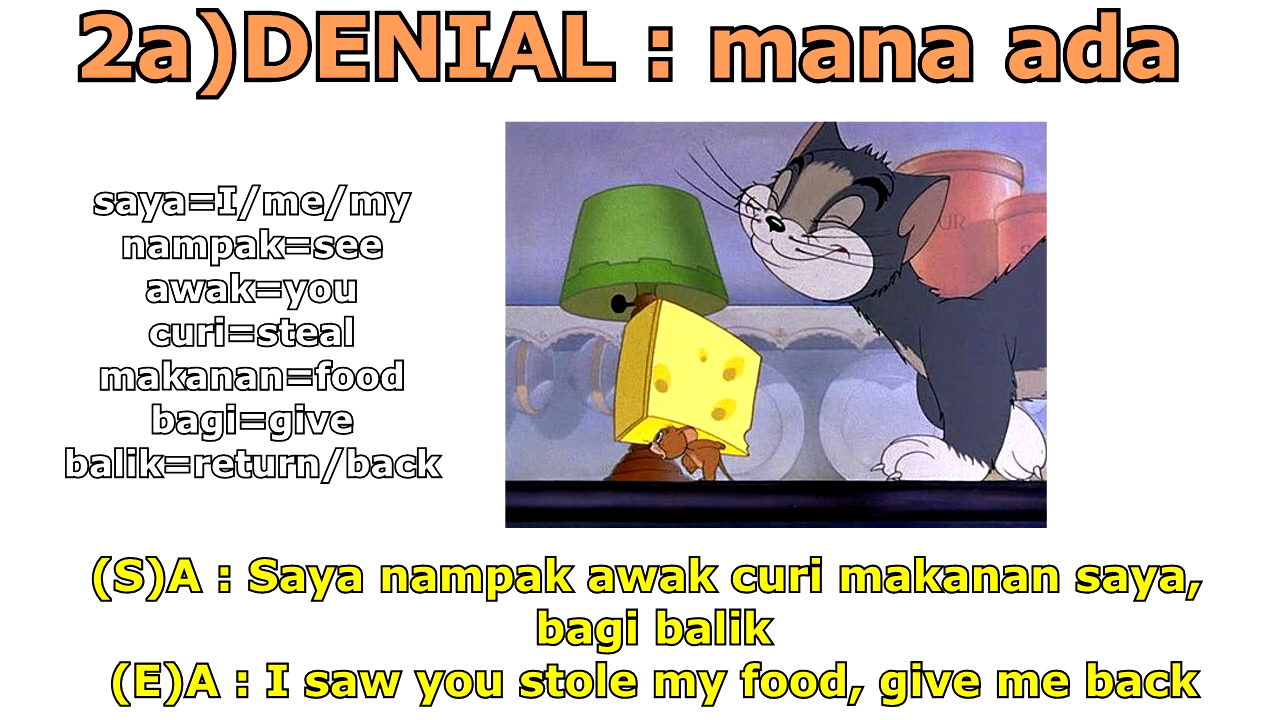 2a)DENIAL : mana ada
saya=I/me/my
nampak=see
awak=you
curi=steal
makanan=food
bagi=give
balik=return/back
(S)A : Saya nampak awak curi makanan saya,
bagi balik
(E)A : I saw you stole my food, give me back